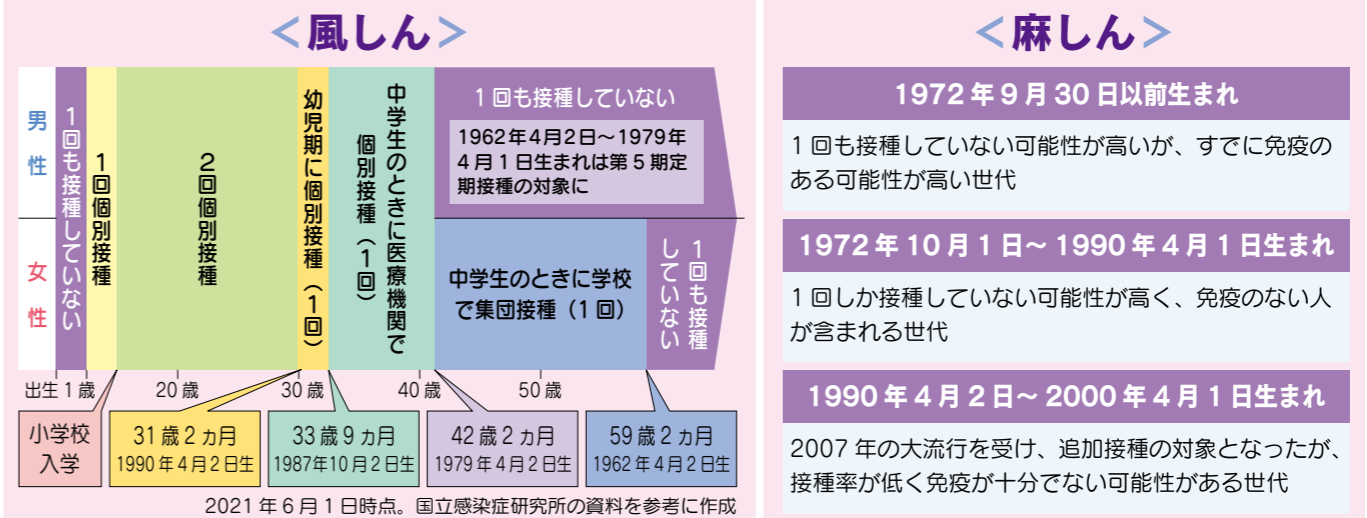 ＜風しん＞
男性
女性
1回も接種していない
1回個別接種
2回個別接種
幼児期に個別接種（1回）
中学生のときに医療機関で
個別接種（1回）
1回も接種していない
1962年4月2日～1979年
4月1日生まれは第5期定
期接種の対象に
中学生のときに学校
で集団接種（1回）
1回も接種
していない
出生 1歳 20歳 30歳 40歳 50歳
小学校
入学
31歳2ヵ月
1990年4月2日生
33歳9ヵ月
1987年10月2日生
42歳2ヵ月
1979年4月2日生
59歳2ヵ月
1962年4月2日生
2021年6月1日時点。国立感染症研究所の資料を参考に作成
＜麻しん＞
1972年9月30日以前生まれ
1回も接種していない可能性が高いが、すでに免疫の
ある可能性が高い世代
1972年10月1日～1990年4月1日生まれ
1回しか接種していない可能性が高く、免疫のない人
が含まれる世代
1990年4月2日～2000年4月1日生まれ
2007年の大流行を受け、追加接種の対象となったが、
接種率が低く免疫が十分でない可能性がある世代